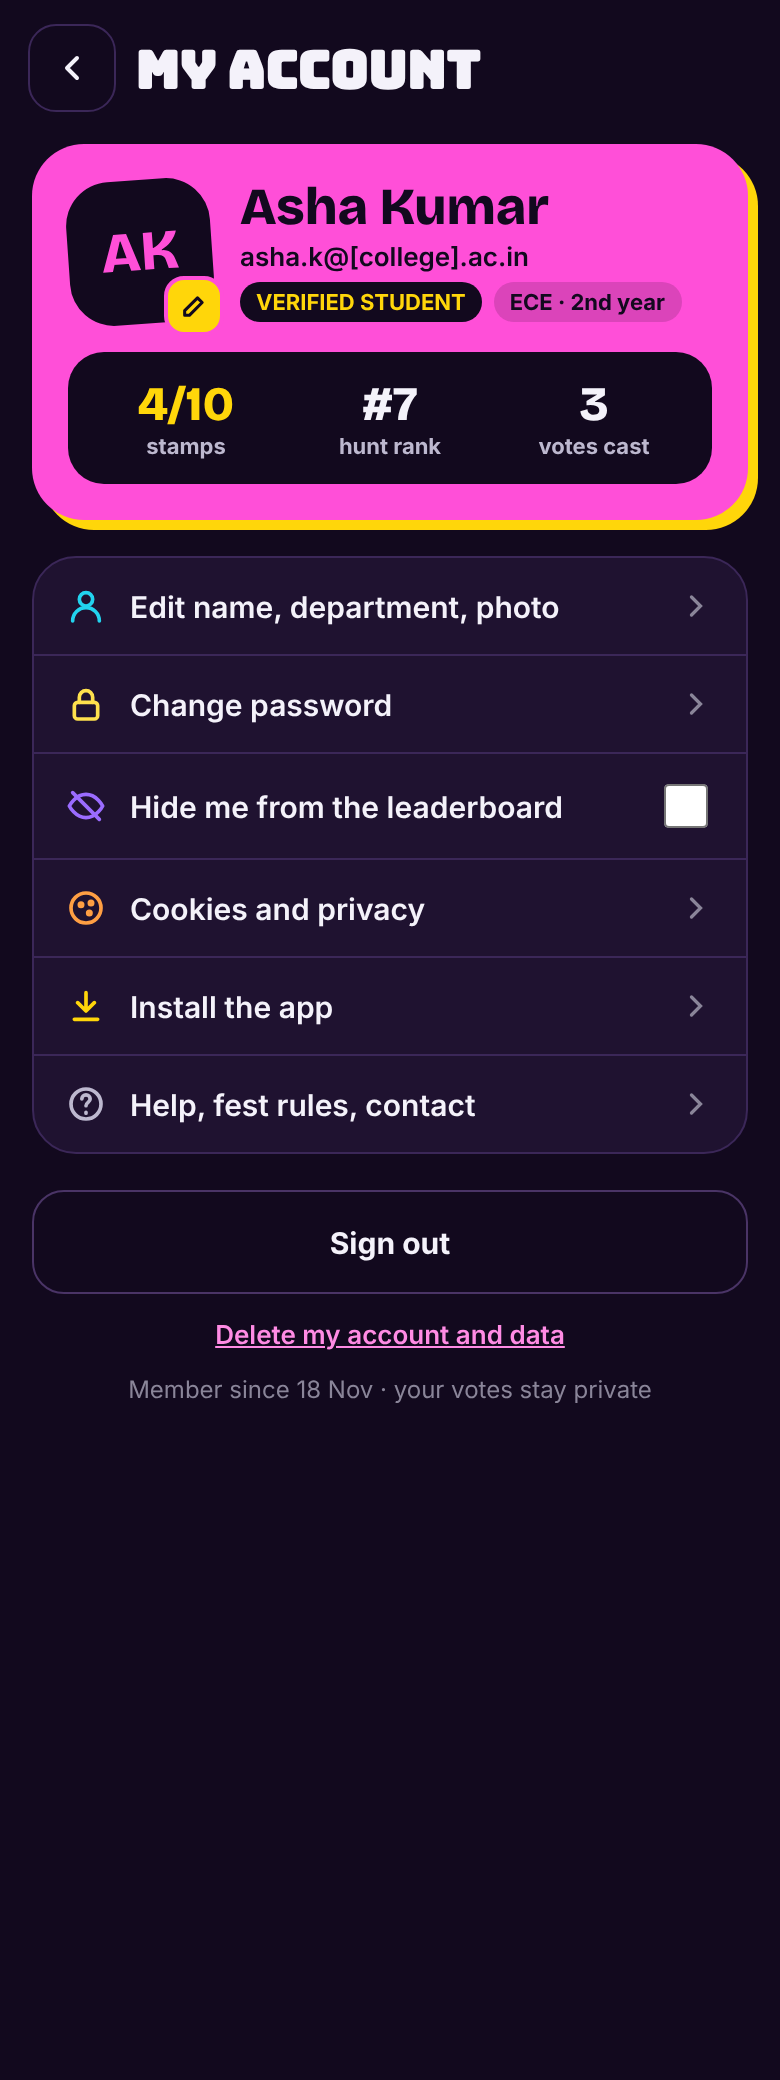 MY ACCOUNT
AK
Asha Kumar
asha.k@[college].ac.in
VERIFIED STUDENT
ECE · 2nd year
4/10
stamps
#7
hunt rank
3
votes cast
Edit name, department, photo
Change password
Hide me from the leaderboard
Cookies and privacy
Install the app
Help, fest rules, contact
Sign out
Delete my account and data
Member since 18 Nov · your votes stay private